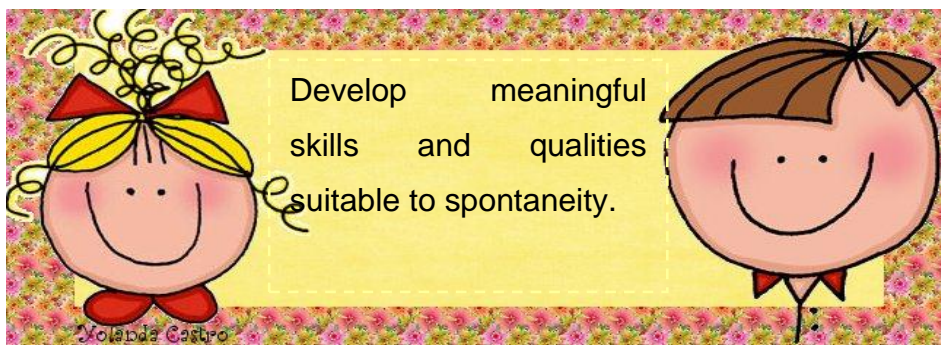 Develop meaningful
skills and qualities
suitable to spontaneity.
Yolanda Castro